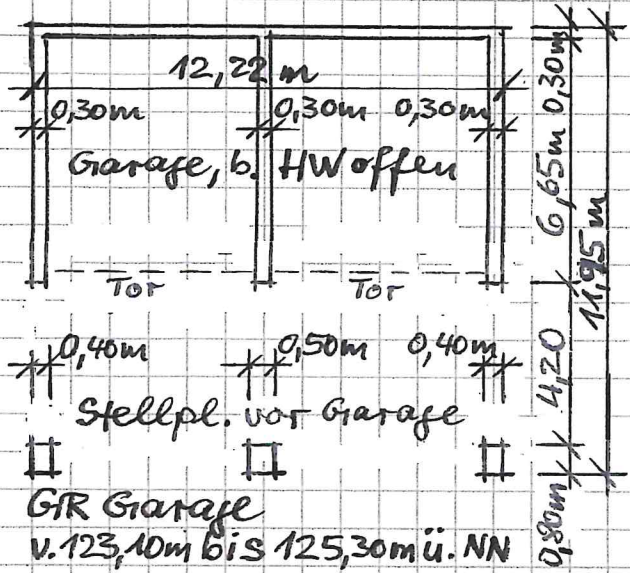 12,22 m
0,30m 0,30m 0,30m
Garage, b. HW offen
Tor Tor
0,40m 0,50m 0,40m
Stellpl. vor Garage
GR Garage
v. 123,10m bis 125,30m ü. NN
0,30m
6,65m
4,20
0,80m
11,95 m